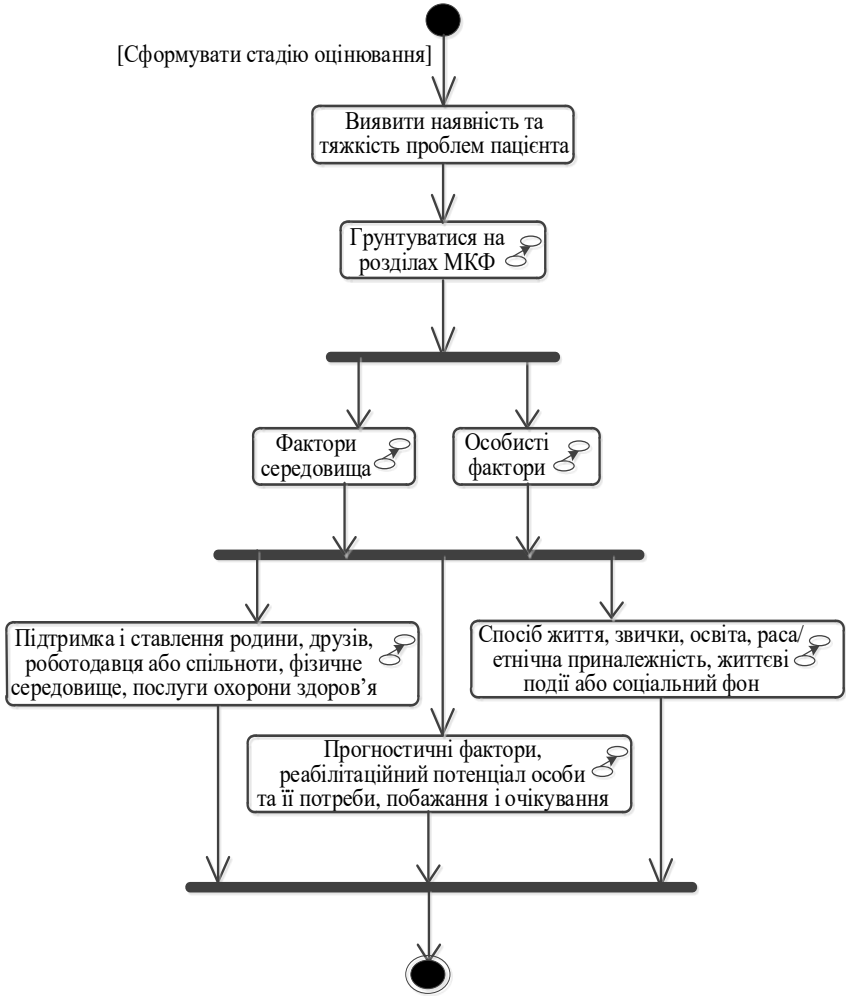 [Сформувати стадію оцінювання]
Виявити наявність та
тяжкість проблем пацієнта
Грунтуватися на
розділах МКФ
Фактори
середовища
Особисті
фактори
Підтримка і ставлення родини, друзів,
роботодавця або спільноти, фізичне
середовище, послуги охорони здоров’я
Спосіб життя, звички, освіта, раса/
етнічна приналежність, життєві
події або соціальний фон
Прогностичні фактори,
реабілітаційний потенціал особи
та її потреби, побажання і очікування